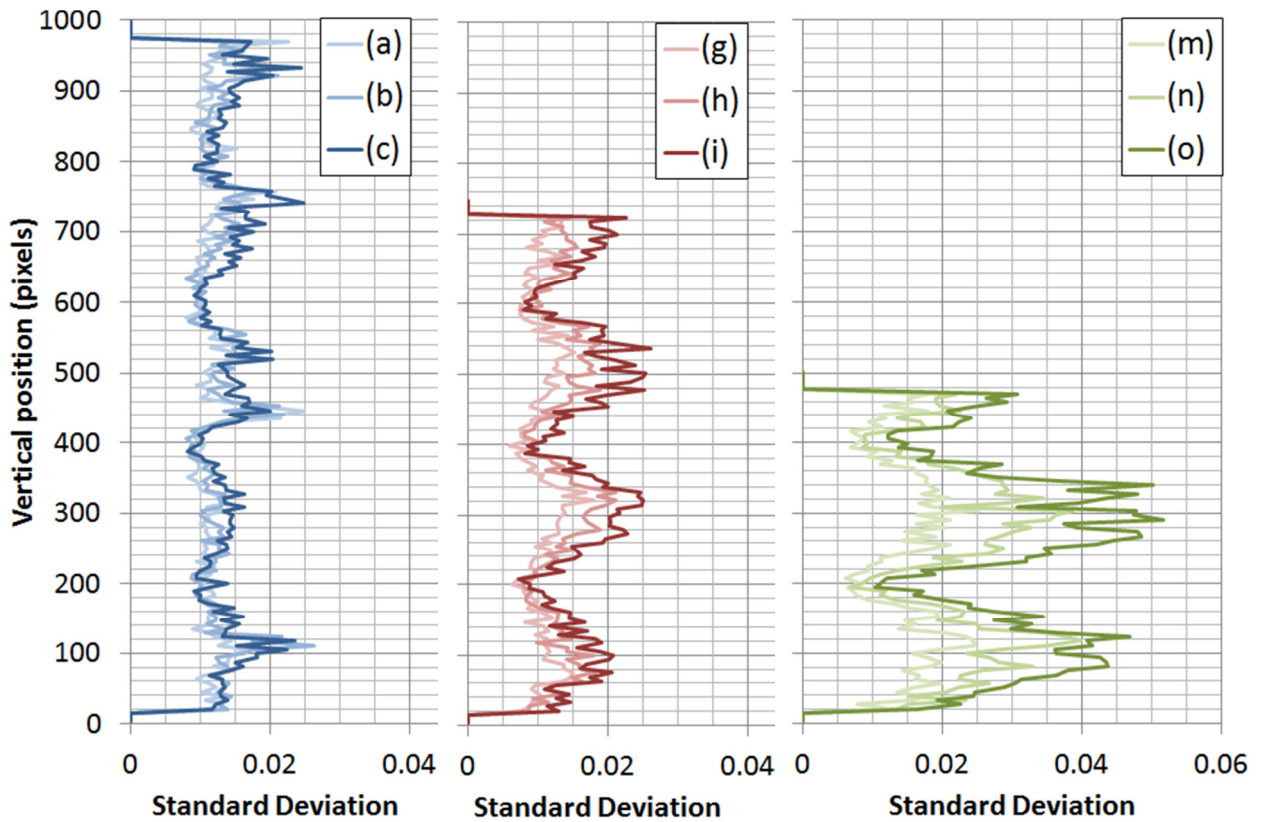 Vertical position (pixels)
1000
900
800
700
600
500
400
300
200
100
0
(a)
(b)
(c)
0 0.02 0.04
Standard Deviation
(g)
(h)
(i)
0 0.02 0.04
Standard Deviation
(m)
(n)
(o)
0 0.02 0.04 0.06
Standard Deviation